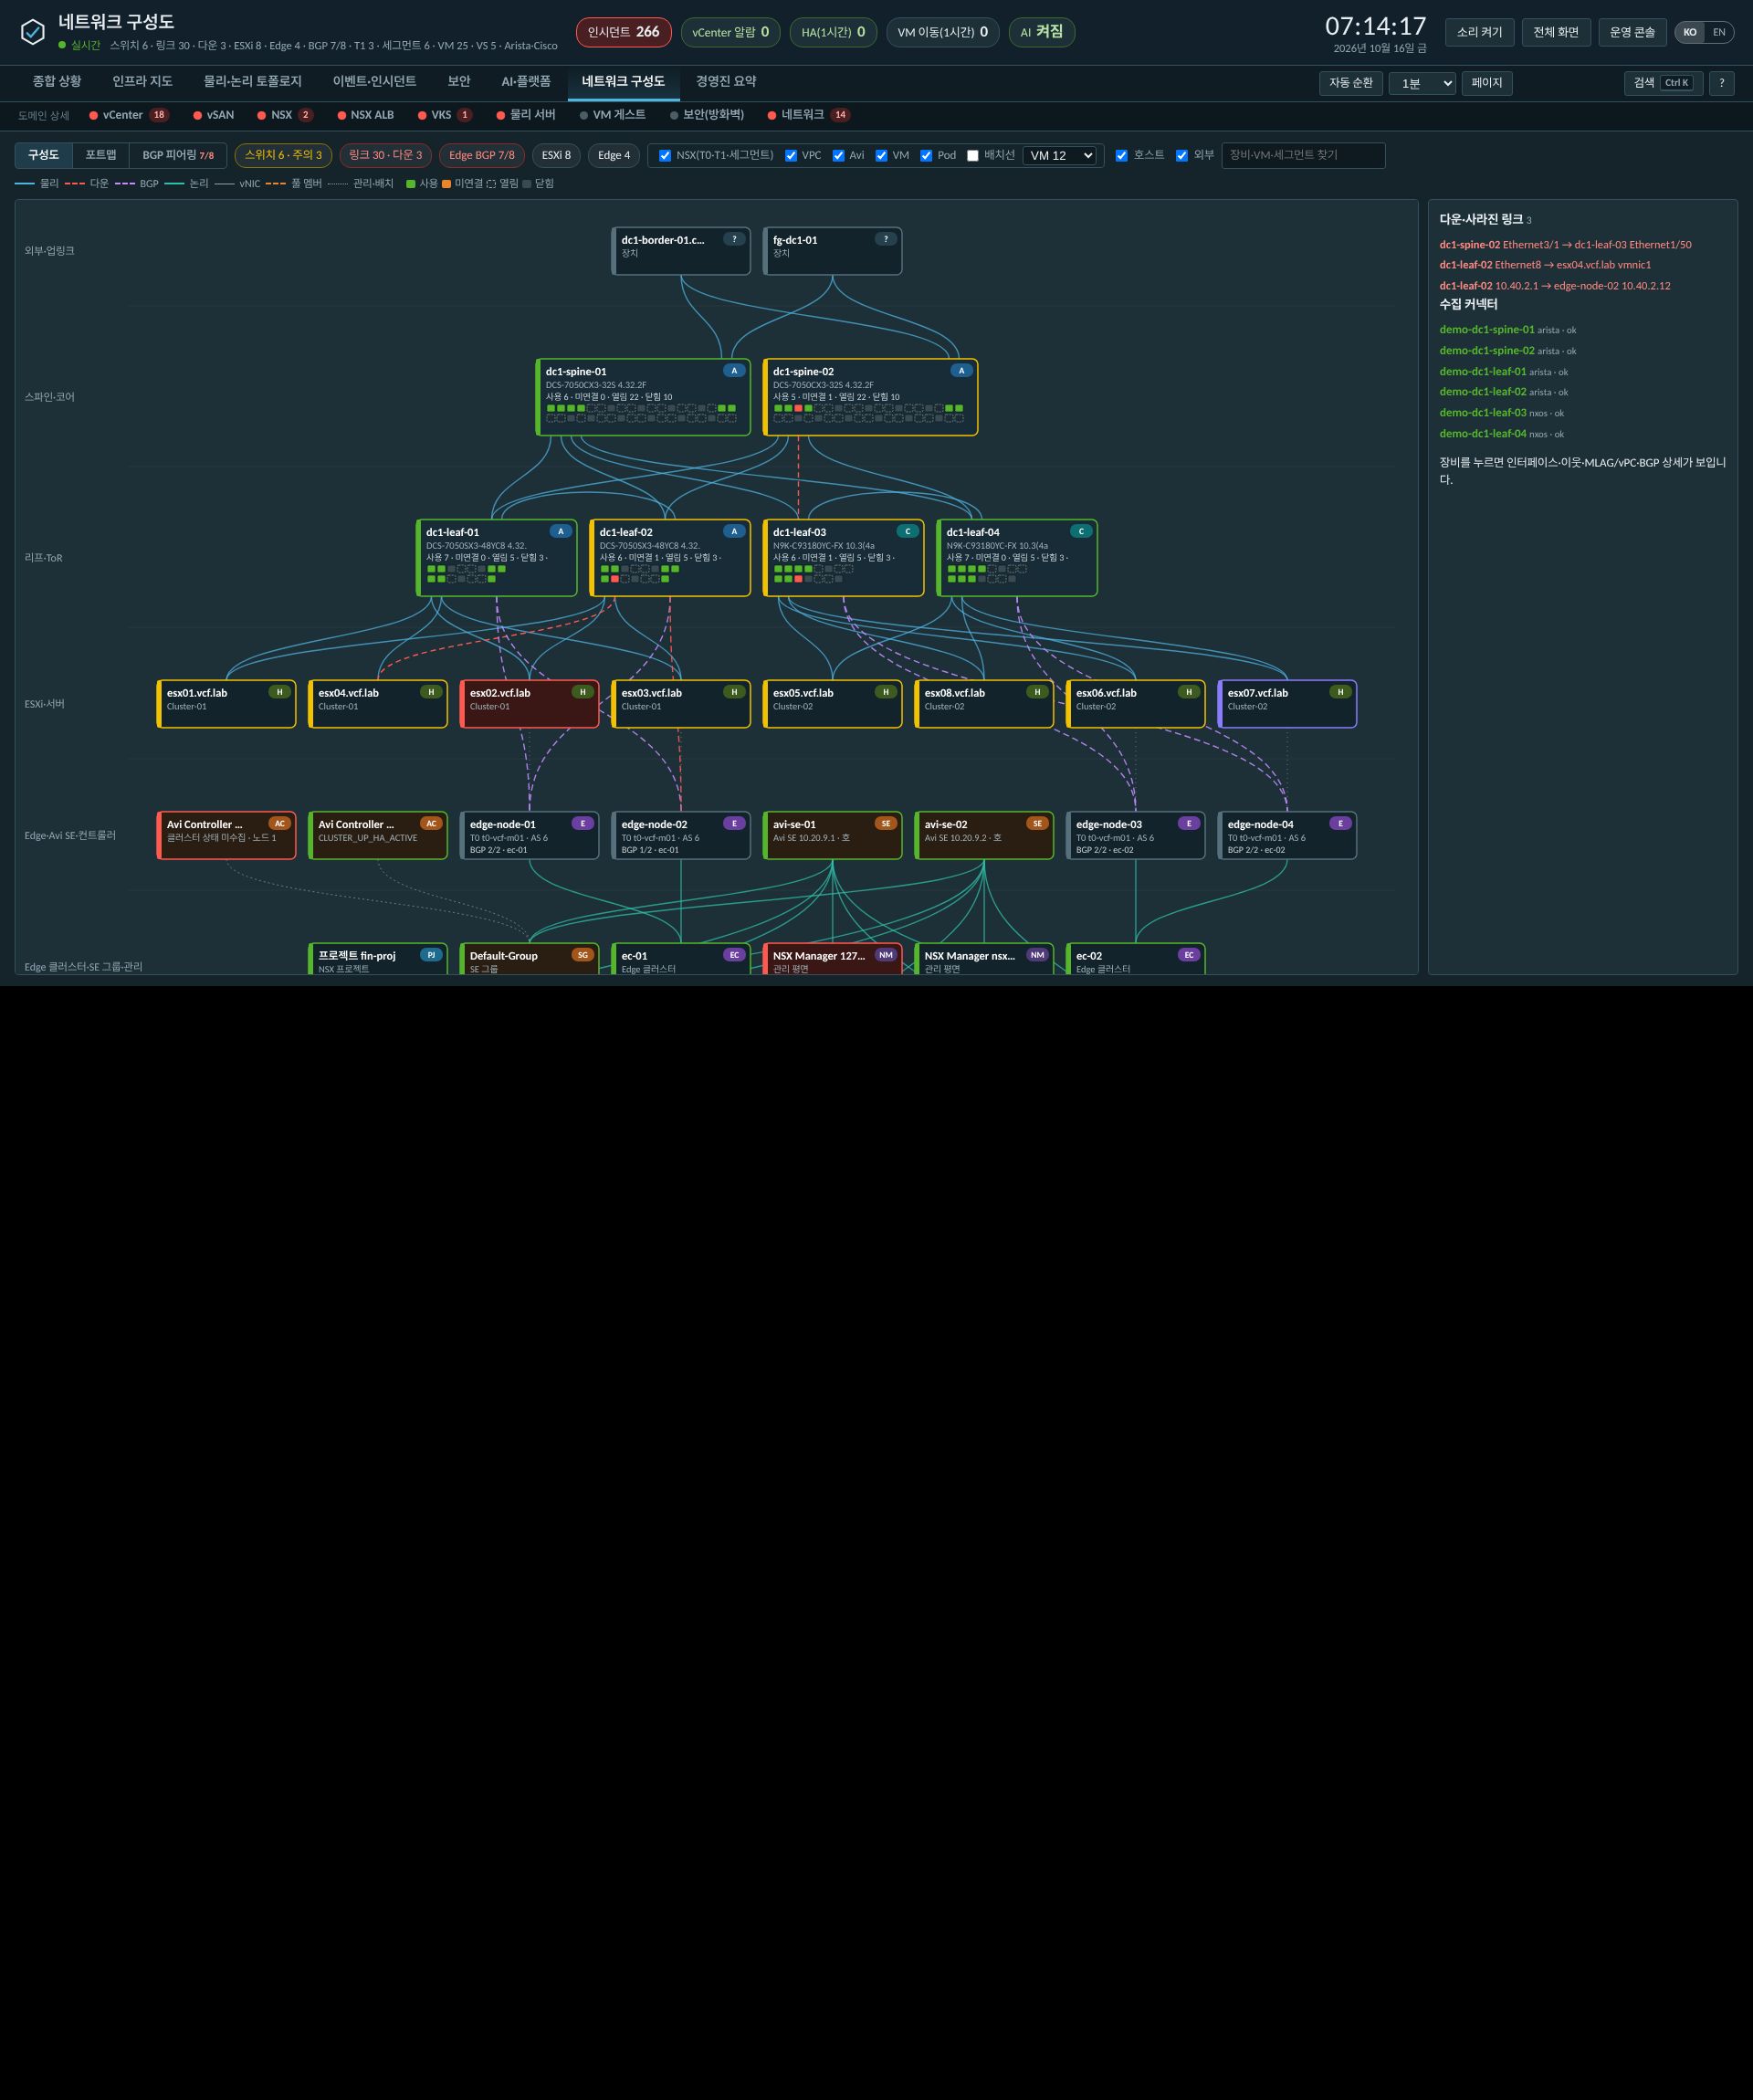 네트워크 구성도
실시간 스위치 6 · 링크 30 · 다운 3 · ESXi 8 · Edge 4 · BGP 7/8 · T1 3 · 세그먼트 6 · VM 25 · VS 5 · Arista·Cisco
인시던트 266
vCenter 알람 0
HA(1시간) 0
VM 이동(1시간) 0
AI 켜짐
07:14:17
2026년 10월 16일 금
소리 켜기
전체 화면
운영 콘솔
KO EN
종합 상황 인프라 지도 물리·논리 토폴로지 이벤트·인시던트 보안 AI·플랫폼 네트워크 구성도 경영진 요약
자동 순환 1분 페이지 검색 Ctrl K ?
도메인 상세 vCenter 18 vSAN NSX 2 NSX ALB VKS 1 물리 서버 VM 게스트 보안(방화벽) 네트워크 14
구성도 포트맵 BGP 피어링 7/8 스위치 6 · 주의 3 링크 30 · 다운 3 Edge BGP 7/8 ESXi 8 Edge 4 NSX(T0·T1·세그먼트) VPC Avi VM Pod 배치선 VM 12 호스트 외부 장비·VM·세그먼트 찾기
물리 다운 BGP 논리 vNIC 풀 멤버 관리·배치 사용 미연결 열림 닫힘
외부·업링크
dc1-border-01.c... ?
장치
fg-dc1-01 ?
장치
스파인·코어
dc1-spine-01 A
DCS-7050CX3-32S 4.32.2F
사용 6 · 미연결 0 · 열림 22 · 닫힘 10
dc1-spine-02 A
DCS-7050CX3-32S 4.32.2F
사용 5 · 미연결 1 · 열림 22 · 닫힘 10
리프·ToR
dc1-leaf-01 A
DCS-7050SX3-48YC8 4.32.
사용 7 · 미연결 0 · 열림 5 · 닫힘 3 ·
dc1-leaf-02 A
DCS-7050SX3-48YC8 4.32.
사용 6 · 미연결 1 · 열림 5 · 닫힘 3 ·
dc1-leaf-03 C
N9K-C93180YC-FX 10.3(4a
사용 6 · 미연결 1 · 열림 5 · 닫힘 3 ·
dc1-leaf-04 C
N9K-C93180YC-FX 10.3(4a
사용 7 · 미연결 0 · 열림 5 · 닫힘 3 ·
ESXi·서버
esx01.vcf.lab H
Cluster-01
esx04.vcf.lab H
Cluster-01
esx02.vcf.lab H
Cluster-01
esx03.vcf.lab H
Cluster-01
esx05.vcf.lab H
Cluster-02
esx08.vcf.lab H
Cluster-02
esx06.vcf.lab H
Cluster-02
esx07.vcf.lab H
Cluster-02
Edge·Avi SE·컨트롤러
Avi Controller ... AC
클러스터 상태 미수집 · 노드 1
Avi Controller ... AC
CLUSTER_UP_HA_ACTIVE
edge-node-01 E
T0 t0-vcf-m01 · AS 6
BGP 2/2 · ec-01
edge-node-02 E
T0 t0-vcf-m01 · AS 6
BGP 1/2 · ec-01
avi-se-01 SE
Avi SE 10.20.9.1 · 호
avi-se-02 SE
Avi SE 10.20.9.2 · 호
edge-node-03 E
T0 t0-vcf-m01 · AS 6
BGP 2/2 · ec-02
edge-node-04 E
T0 t0-vcf-m01 · AS 6
BGP 2/2 · ec-02
Edge 클러스터·SE 그룹·관리
프로젝트 fin-proj PJ
NSX 프로젝트
Default-Group SG
SE 그룹
ec-01 EC
Edge 클러스터
NSX Manager 127... NM
관리 평면
NSX Manager nsx... NM
관리 평면
ec-02 EC
Edge 클러스터
다운·사라진 링크 3
dc1-spine-02 Ethernet3/1 → dc1-leaf-03 Ethernet1/50
dc1-leaf-02 Ethernet8 → esx04.vcf.lab vmnic1
dc1-leaf-02 10.40.2.1 → edge-node-02 10.40.2.12
수집 커넥터
demo-dc1-spine-01 arista · ok
demo-dc1-spine-02 arista · ok
demo-dc1-leaf-01 arista · ok
demo-dc1-leaf-02 arista · ok
demo-dc1-leaf-03 nxos · ok
demo-dc1-leaf-04 nxos · ok
장비를 누르면 인터페이스·이웃·MLAG/vPC·BGP 상세가 보입니
다.